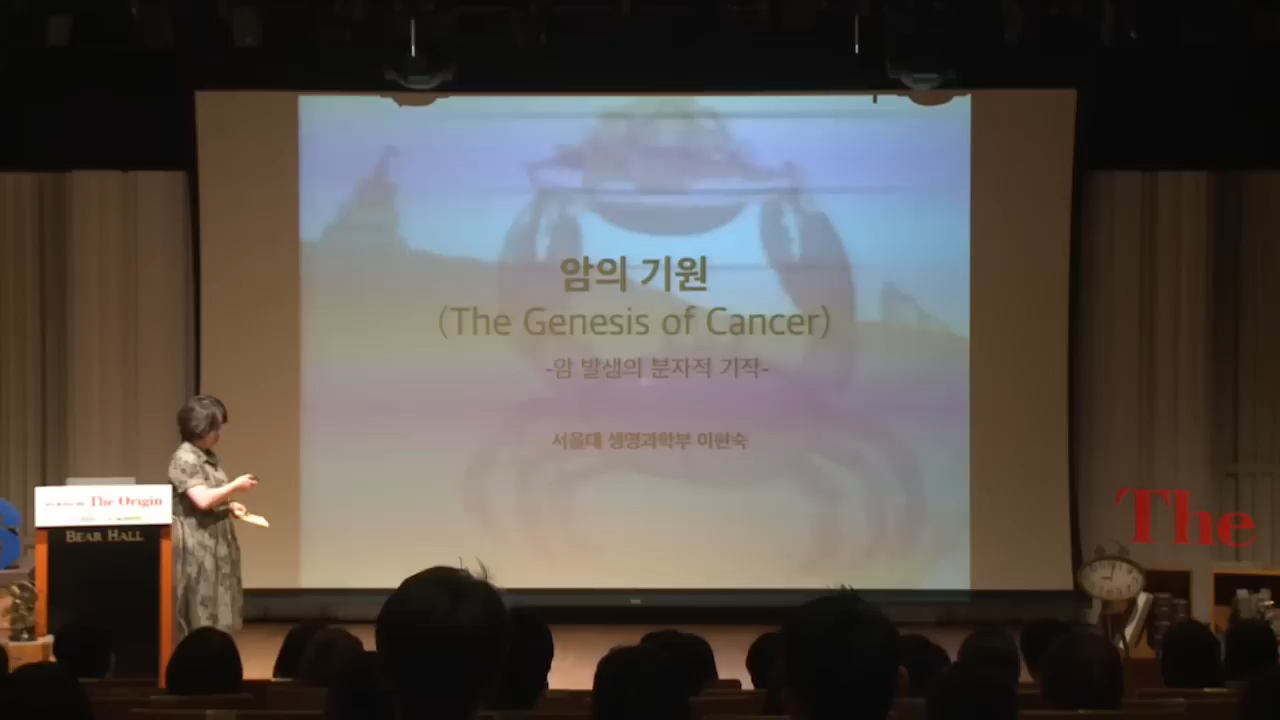 암의 기원
(The Genesis of Cancer)
-암 발생의 분자적 기작-
서울대 생명과학부 이현숙
The Origin
BEAR HALL
The
S